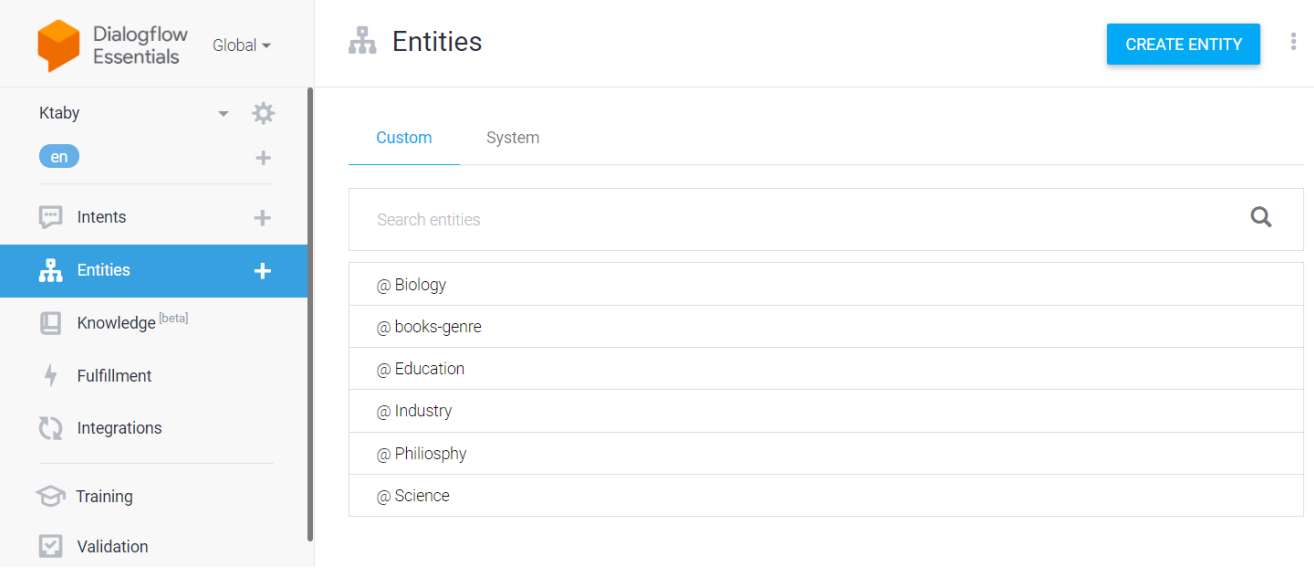 Dialogflow
Essentials
Global
Entities
CREATE ENTITY
Ktaby
en
Intents
Entities
Knowledge [beta]
Fulfillment
Integrations
Training
Validation
Custom
System
Search entities
@ Biology
@ books-genre
@ Education
@ Industry
@ Philiosphy
@ Science